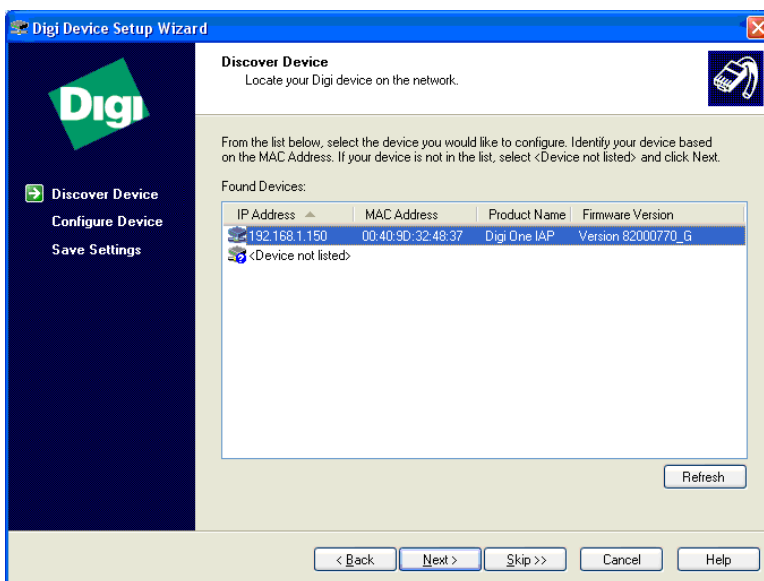 Digi Device Setup Wizard
Digi
Discover Device
Configure Device
Save Settings
Discover Device
Locate your Digi device on the network.
From the list below, select the device you would like to configure. Identify your device based
on the MAC Address. If your device is not in the list, select <Device not listed> and click Next.
Found Devices:
IP Address MAC Address Product Name Firmware Version
192.168.1.150 00:40:9D:32:48:37 Digi One IAP Version 82000770_G
<Device not listed>
Refresh
< Back Next > Skip >> Cancel Help